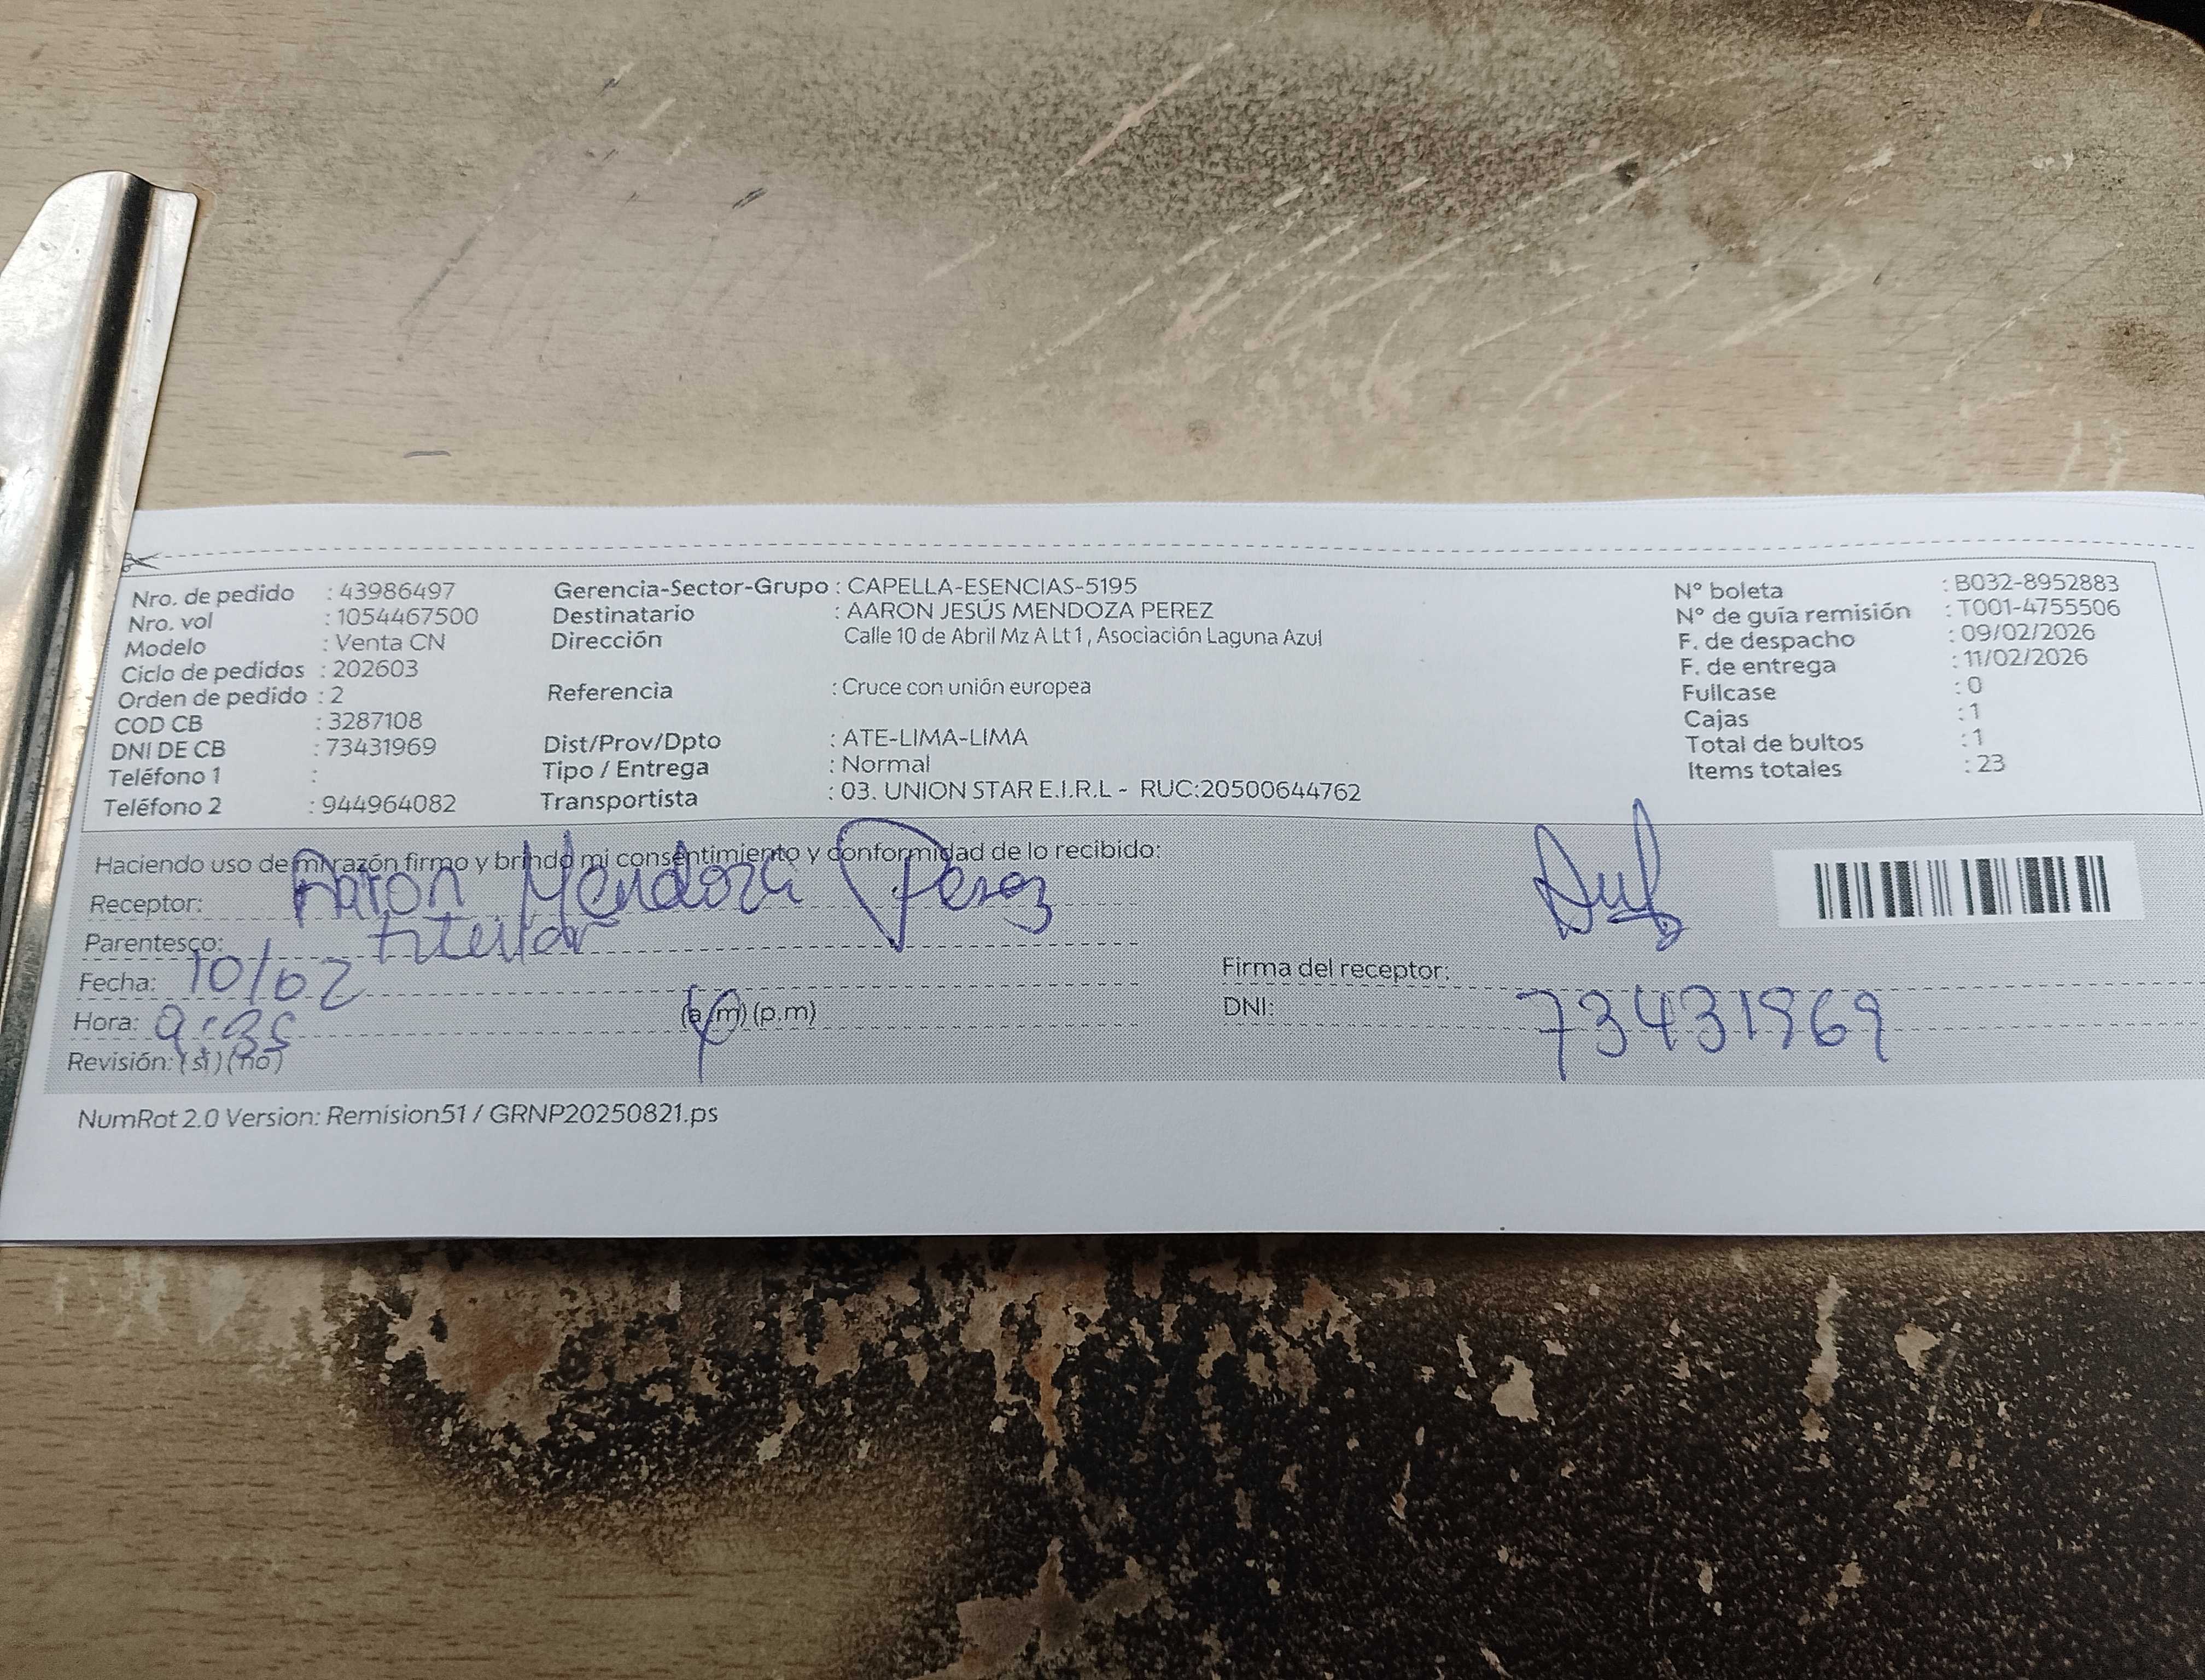 Nro. de pedido : 43986497 Gerencia-Sector-Grupo : CAPELLA-ESENCIAS-5195 N° boleta : B032-8952883
Nro. vol : 1054467500 Destinatario : AARON JESÚS MENDOZA PEREZ N° de guía remisión : T001-4755506
Modelo : Venta CN Dirección Calle 10 de Abril Mz A Lt 1 , Asociación Laguna Azul F. de despacho : 09/02/2026
Ciclo de pedidos : 202603 F. de entrega : 11/02/2026
Orden de pedido : 2 Referencia : Cruce con unión europea Fullcase : 0
COD CB : 3287108 Cajas : 1
DNI DE CB : 73431969 Dist/Prov/Dpto : ATE-LIMA-LIMA Total de bultos : 1
Teléfono 1 : Tipo / Entrega : Normal Items totales : 23
Teléfono 2 : 944964082 Transportista : 03. UNION STAR E.I.R.L - RUC:20500644762
Haciendo uso de mi razón firmo y brindo mi consentimiento y conformidad de lo recibido:
Receptor: Aaron Mendoza Perez
Parentesco:
Fecha: 10/02 Firma del receptor:
Hora: (a.m) (p.m) DNI: 73431969
Revisión: (si) (no)
NumRot 2.0 Version: Remision51 / GRNP20250821.ps